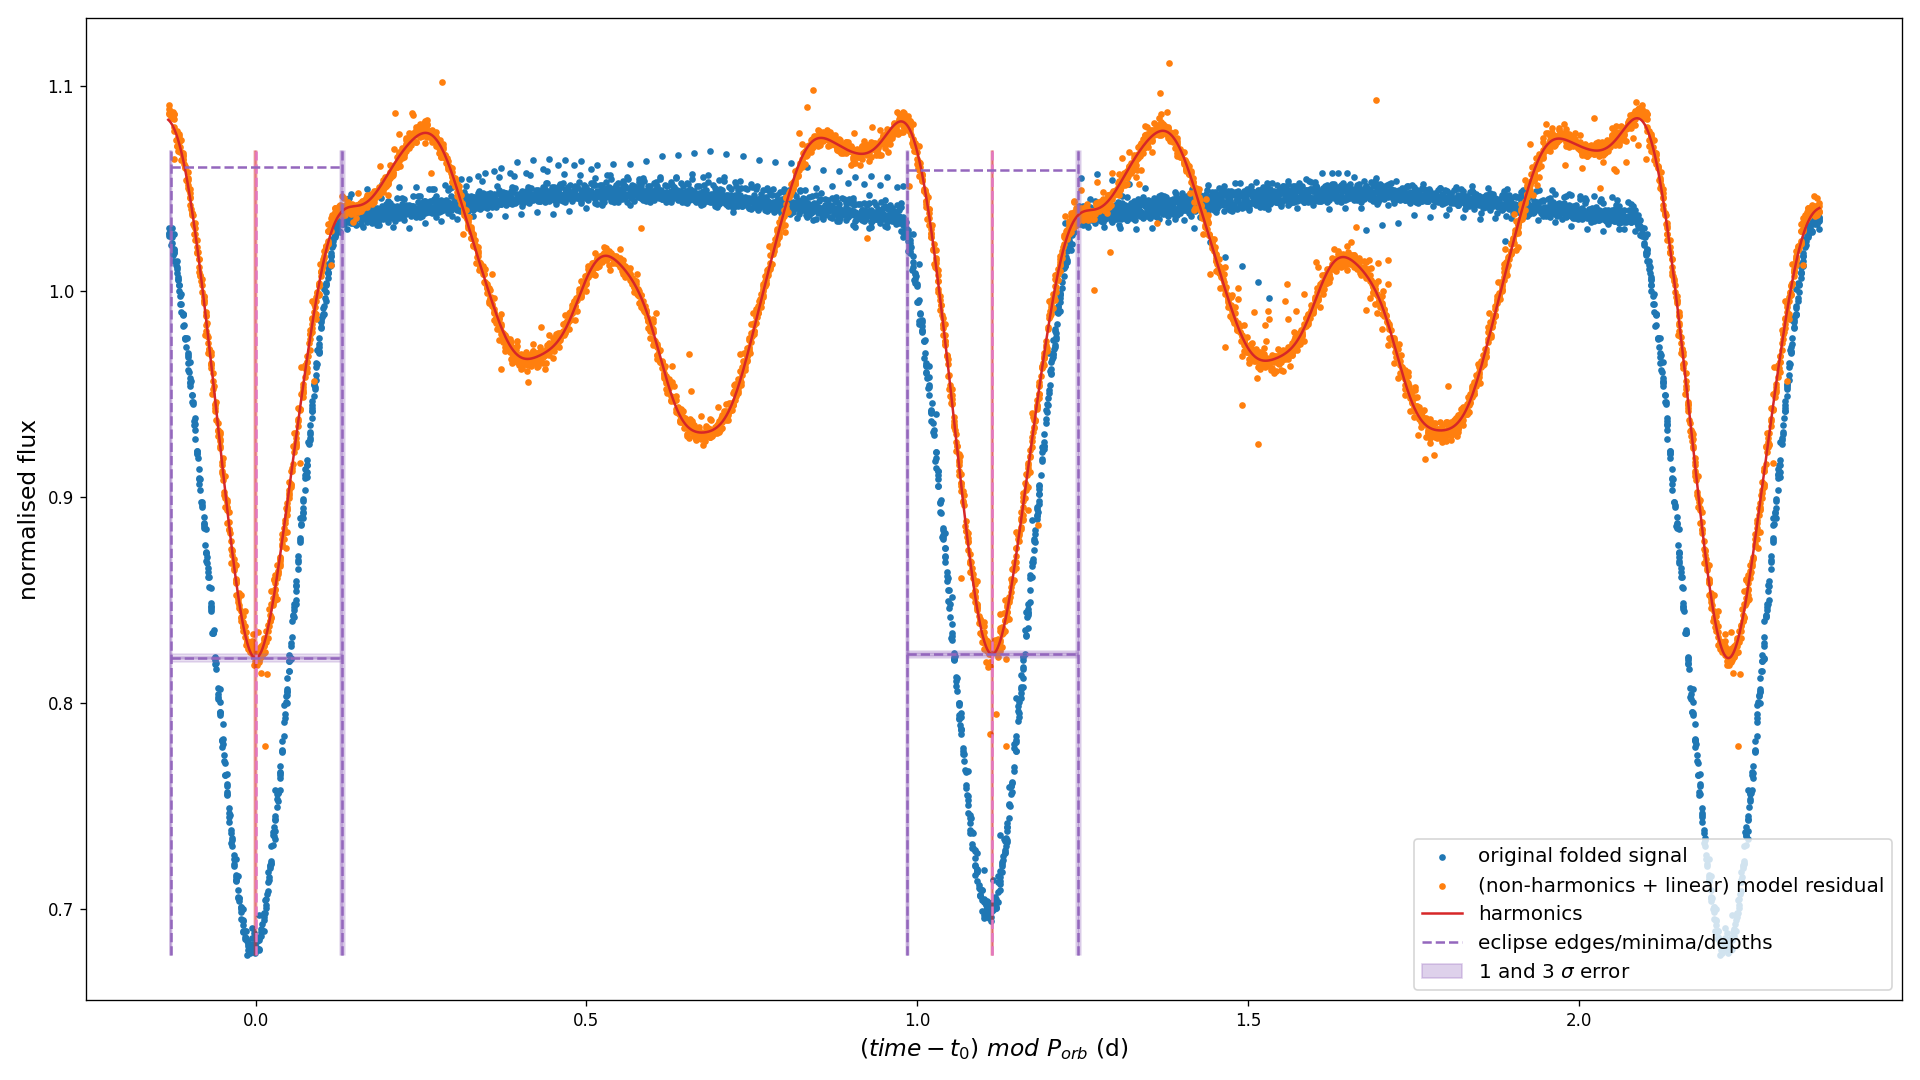 normalised flux
1.1
1.0
0.9
0.8
0.7
0.0
0.5
1.0
1.5
2.0
(time − t₀) mod Pₒᵣ₆ (d)
original folded signal
(non-harmonics + linear) model residual
harmonics
eclipse edges/minima/depths
1 and 3 σ error